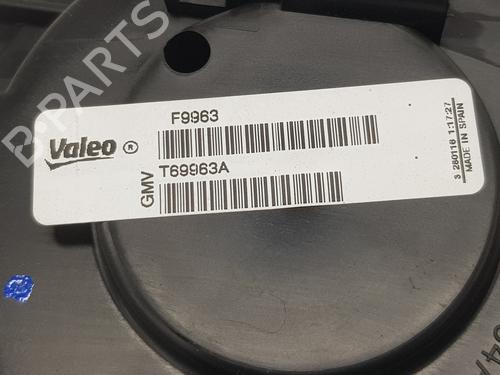 F9963
Valeo ®
GMV
T69963A
3 280116 1:17:27
MADE IN SPAIN
B-PARTS